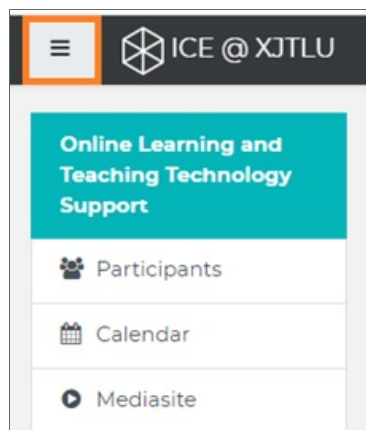 ICE @ XJTLU
Online Learning and
Teaching Technology
Support
Participants
Calendar
Mediasite